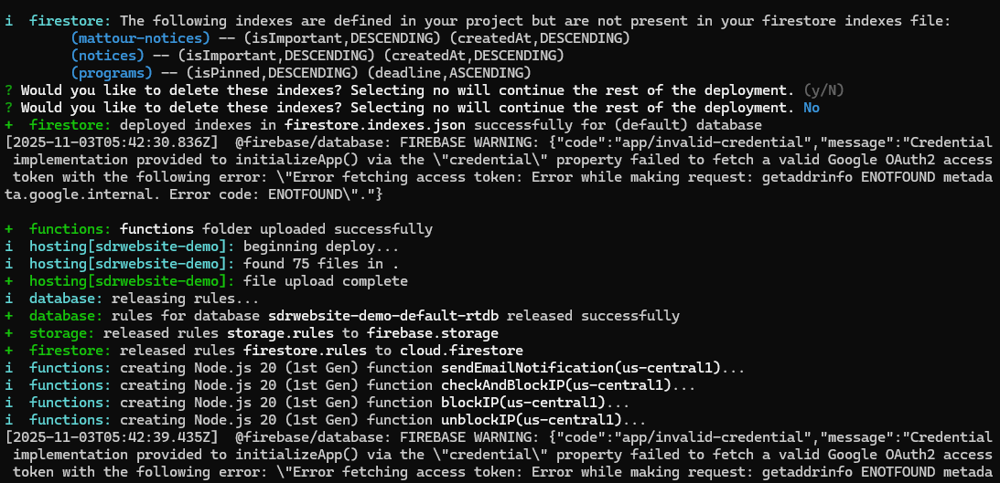 i  firestore: The following indexes are defined in your project but are not present in your firestore indexes file:
        (mattour-notices) -- (isImportant,DESCENDING) (createdAt,DESCENDING)
        (notices) -- (isImportant,DESCENDING) (createdAt,DESCENDING)
        (programs) -- (isPinned,DESCENDING) (deadline,ASCENDING)
? Would you like to delete these indexes? Selecting no will continue the rest of the deployment. (y/N)
? Would you like to delete these indexes? Selecting no will continue the rest of the deployment. No
+  firestore: deployed indexes in firestore.indexes.json successfully for (default) database
[2025-11-03T05:42:30.836Z]  @firebase/database: FIREBASE WARNING: {"code":"app/invalid-credential","message":"Credential
 implementation provided to initializeApp() via the \"credential\" property failed to fetch a valid Google OAuth2 access
 token with the following error: \"Error fetching access token: Error while making request: getaddrinfo ENOTFOUND metada
ta.google.internal. Error code: ENOTFOUND\"."}
+  functions: functions folder uploaded successfully
i  hosting[sdrwebsite-demo]: beginning deploy...
i  hosting[sdrwebsite-demo]: found 75 files in .
+  hosting[sdrwebsite-demo]: file upload complete
i  database: releasing rules...
+  database: rules for database sdrwebsite-demo-default-rtdb released successfully
+  storage: released rules storage.rules to firebase.storage
+  firestore: released rules firestore.rules to cloud.firestore
i  functions: creating Node.js 20 (1st Gen) function sendEmailNotification(us-central1)...
i  functions: creating Node.js 20 (1st Gen) function checkAndBlockIP(us-central1)...
i  functions: creating Node.js 20 (1st Gen) function blockIP(us-central1)...
i  functions: creating Node.js 20 (1st Gen) function unblockIP(us-central1)...
[2025-11-03T05:42:39.435Z]  @firebase/database: FIREBASE WARNING: {"code":"app/invalid-credential","message":"Credential
 implementation provided to initializeApp() via the \"credential\" property failed to fetch a valid Google OAuth2 access
 token with the following error: \"Error fetching access token: Error while making request: getaddrinfo ENOTFOUND metada